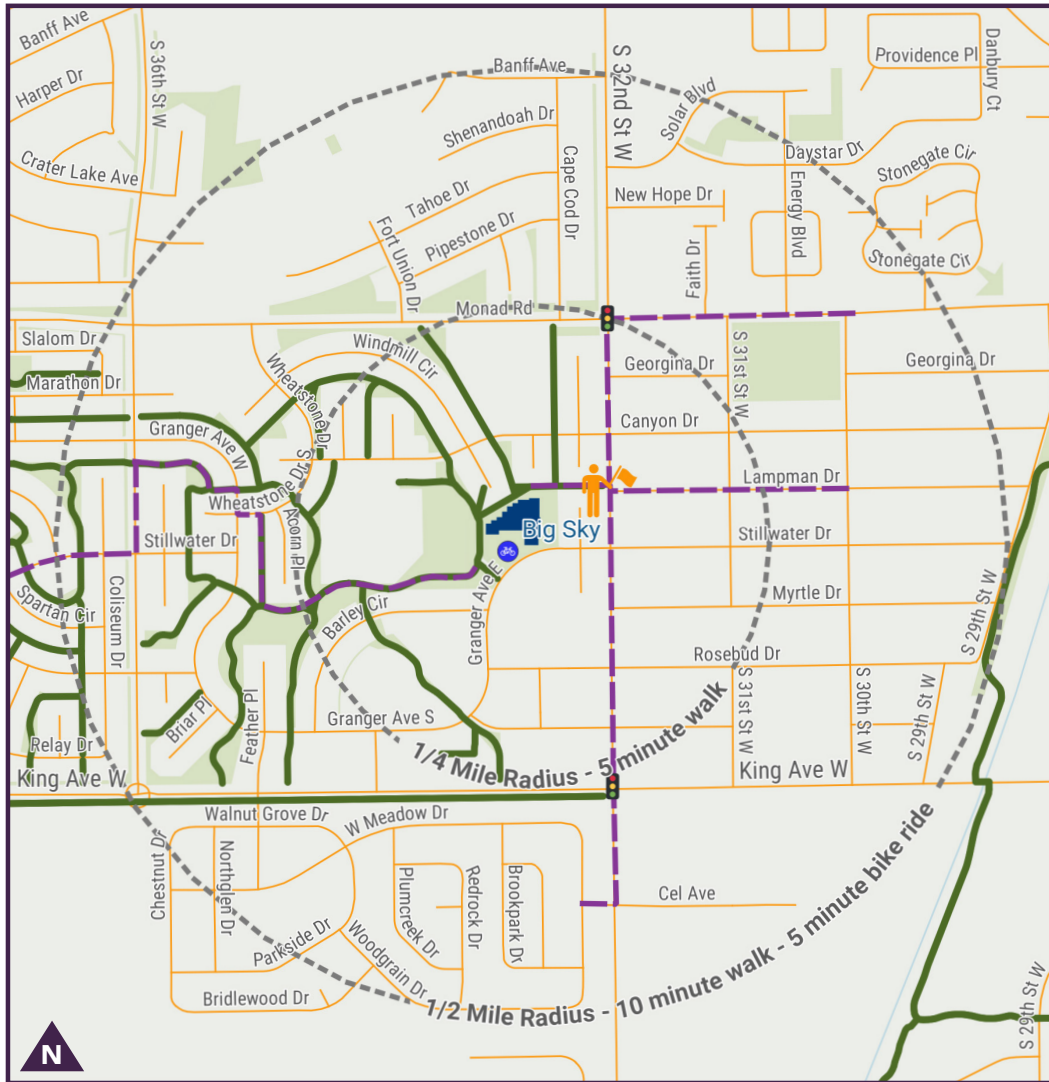 Banff Ave
S 36th St W
Banff Ave
S 32nd St W
Solar Blvd
Providence Pl
Danbury Ct
Harper Dr
Shenandoah Dr
Crater Lake Ave
Cape Cod Dr
Daystar Dr
Stonegate Cir
Tahoe Dr
New Hope Dr
Energy Blvd
Fort Union Dr
Pipestone Dr
Faith Dr
Stonegate Cir
Monad Rd
Slalom Dr
Windmill Cir
Georgina Dr
S 31st St W
Georgina Dr
Marathon Dr
Wheatstone Dr
Granger Ave W
Canyon Dr
Wheatstone Dr S
Lampman Dr
Acorn Pl
Big Sky
Stillwater Dr
Stillwater Dr
Granger Ave E
Spartan Cir
Coliseum Dr
Barley Cir
Myrtle Dr
S 29th St W
Rosebud Dr
Briar Pl
Feather Pl
Granger Ave S
S 31st St W
S 30th St W
S 29th St W
Relay Dr
1/4 Mile Radius - 5 minute walk
King Ave W
King Ave W
Walnut Grove Dr
W Meadow Dr
Chestnut Dr
Northglen Dr
Plumcreek Dr
Redrock Dr
Brookpark Dr
Cel Ave
Parkside Dr
Woodgrain Dr
Bridlewood Dr
1/2 Mile Radius - 10 minute walk - 5 minute bike ride
S 29th St W
N